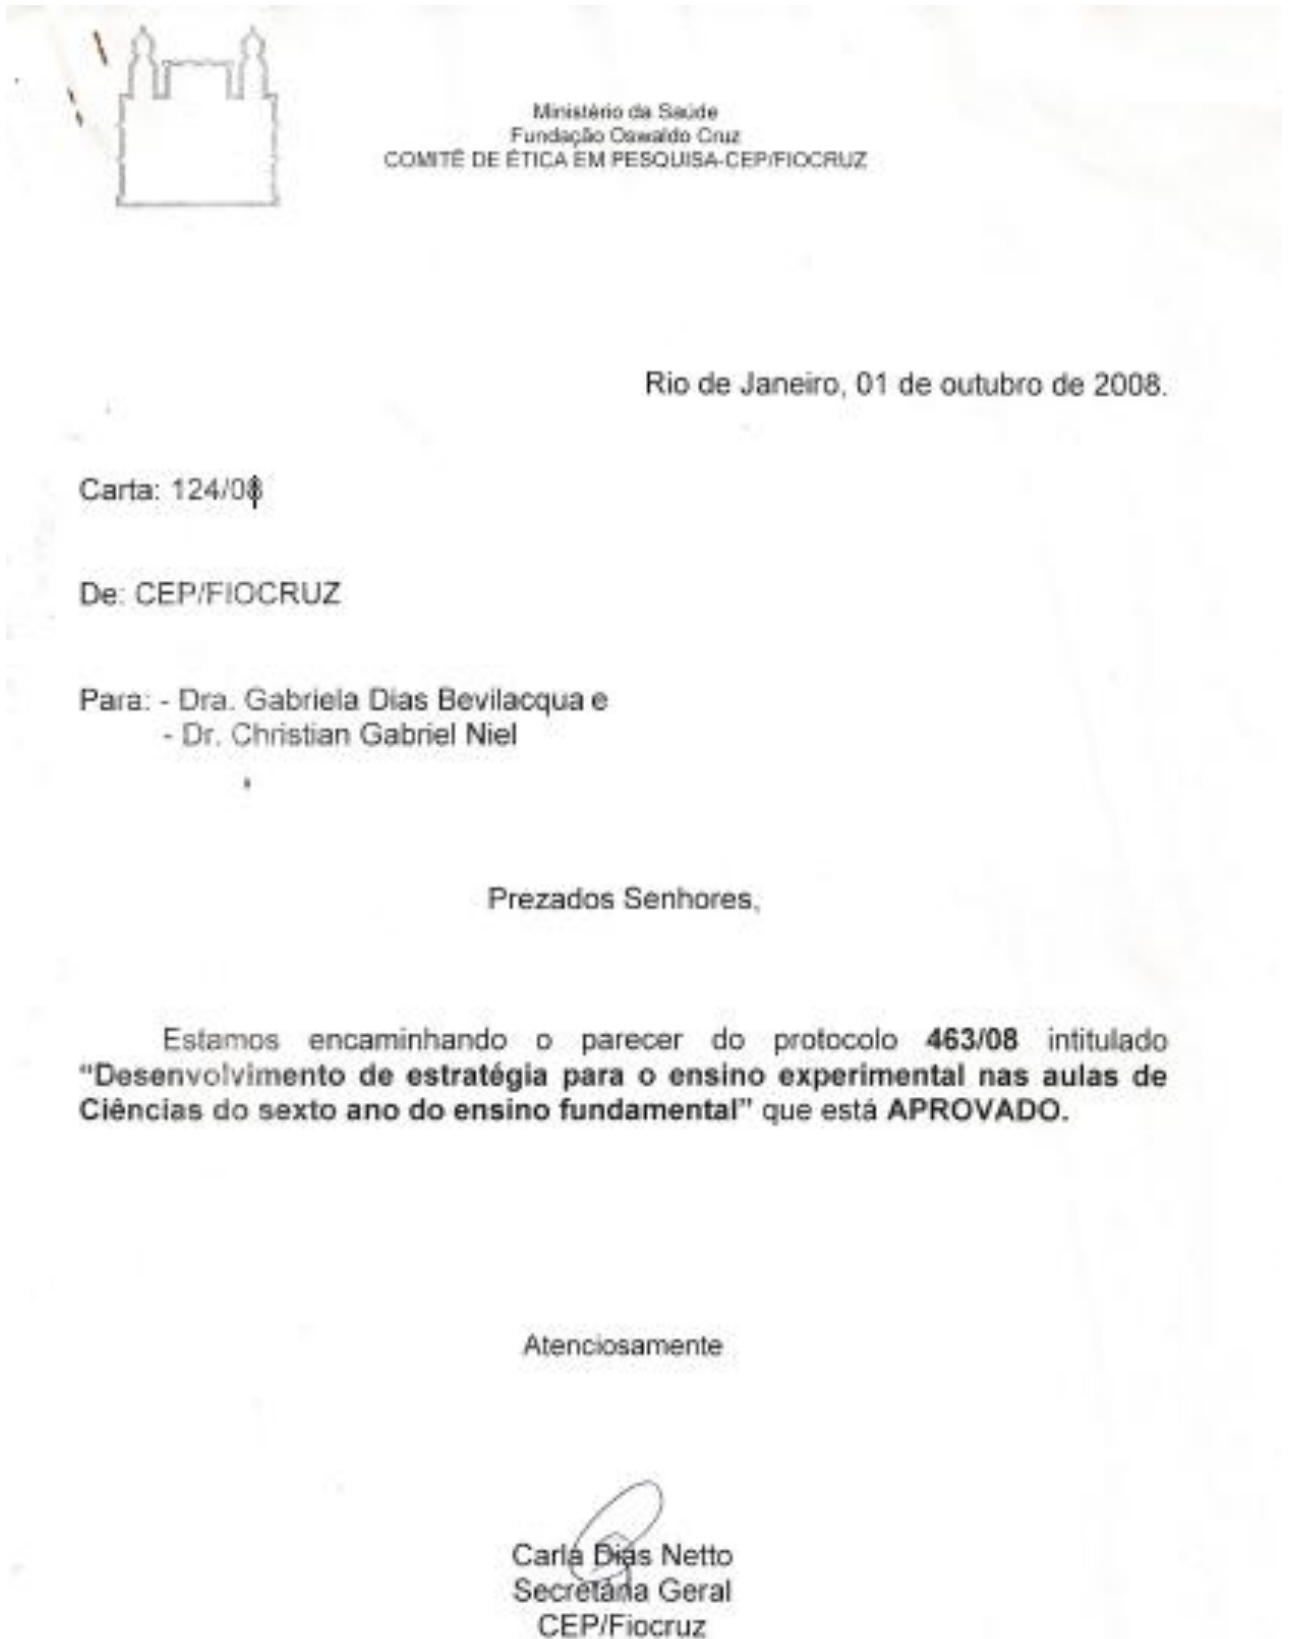 Ministério da Saúde
Fundação Oswaldo Cruz
COMITÊ DE ÉTICA EM PESQUISA-CEP/FIOCRUZ
Rio de Janeiro, 01 de outubro de 2008.
Carta: 124/08
De: CEP/FIOCRUZ
Para: - Dra. Gabriela Dias Bevilacqua e
- Dr. Christian Gabriel Niel
Prezados Senhores,
Estamos encaminhando o parecer do protocolo 463/08 intitulado
“Desenvolvimento de estratégia para o ensino experimental nas aulas de
Ciências do sexto ano do ensino fundamental” que está APROVADO.
Atenciosamente
Carla Dias Netto
Secretária Geral
CEP/Fiocruz